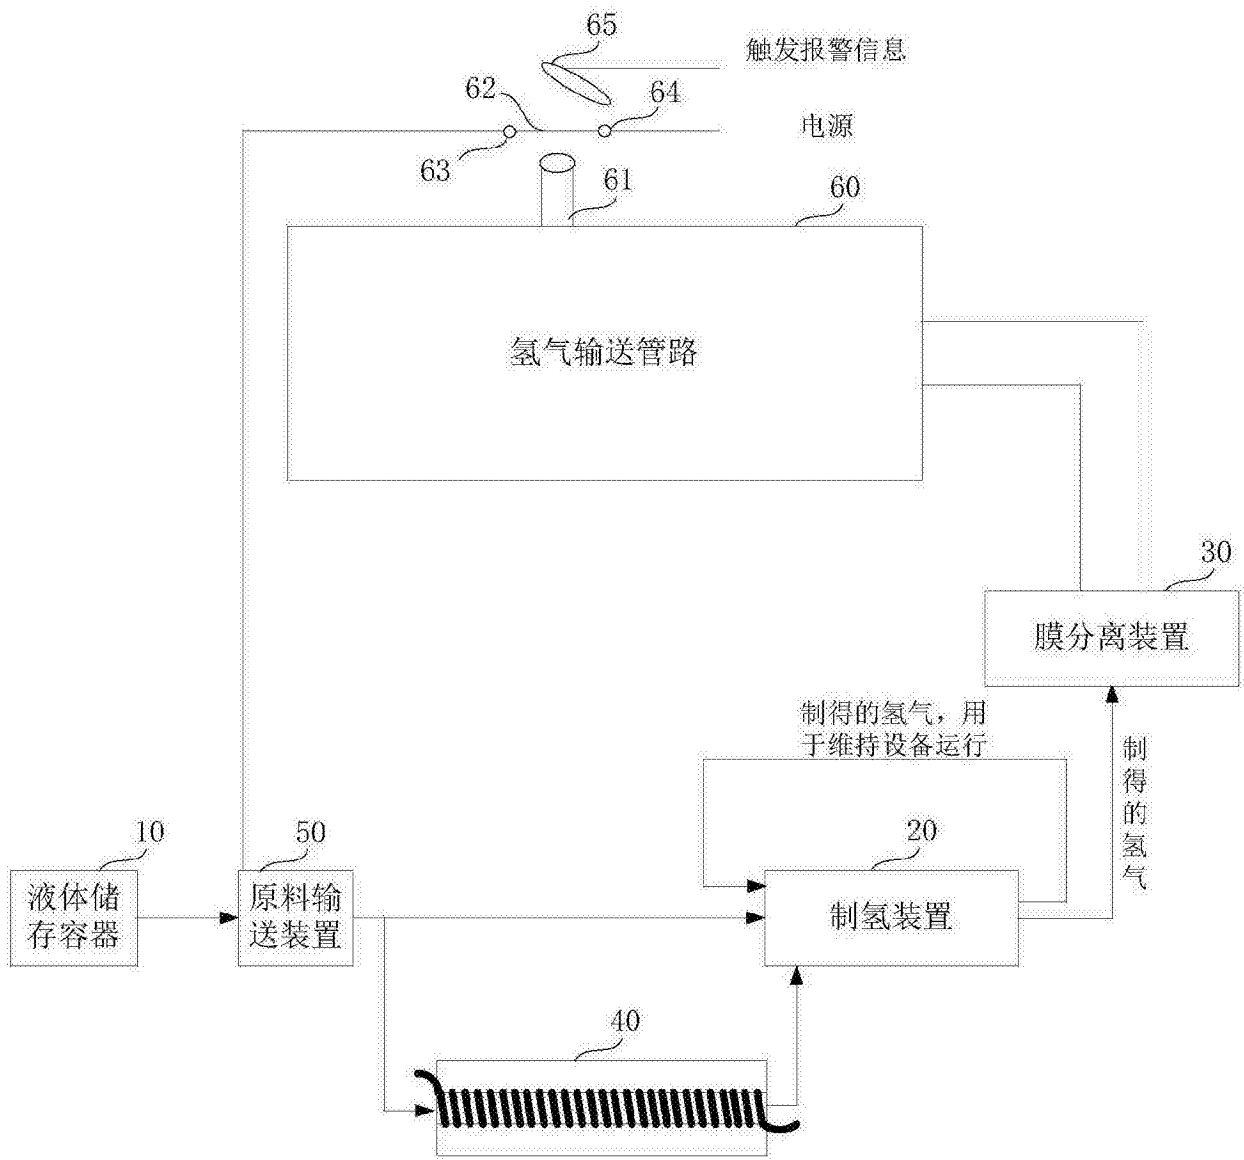 65
触发报警信息
62
64
电源
63
61
60
氢气输送管路
30
膜分离装置
制得的氢气，用
于维持设备运行
制得的氢气
10
50
20
液体储
存容器
原料输
送装置
制氢装置
40